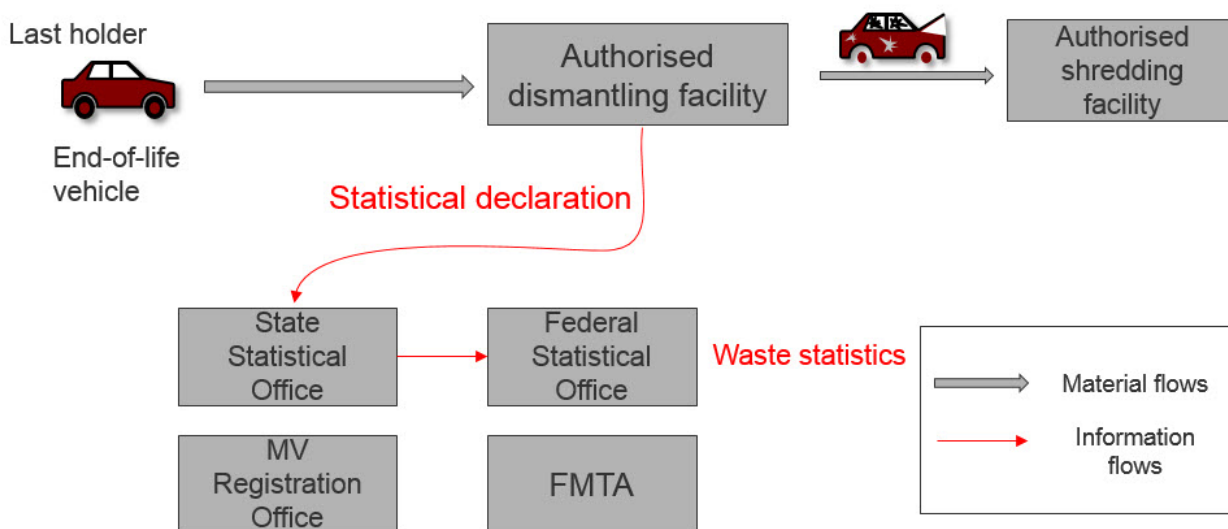 Last holder
End-of-life
vehicle
Authorised
dismantling facility
Authorised
shredding
facility
Statistical declaration
State
Statistical
Office
Federal
Statistical
Office
Waste statistics
MV
Registration
Office
FMTA
Material flows
Information
flows